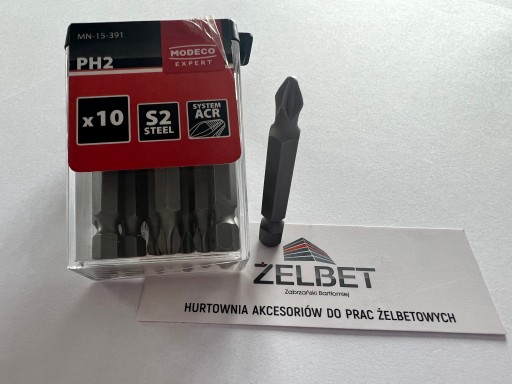 MN-15-391
PH2
MODECO
EXPERT
x10
S2
STEEL
SYSTEM
ACR
ŻELBET
Zabrzański Bartłomiej
HURTOWNIA AKCESORIÓW DO PRAC ŻELBETOWYCH